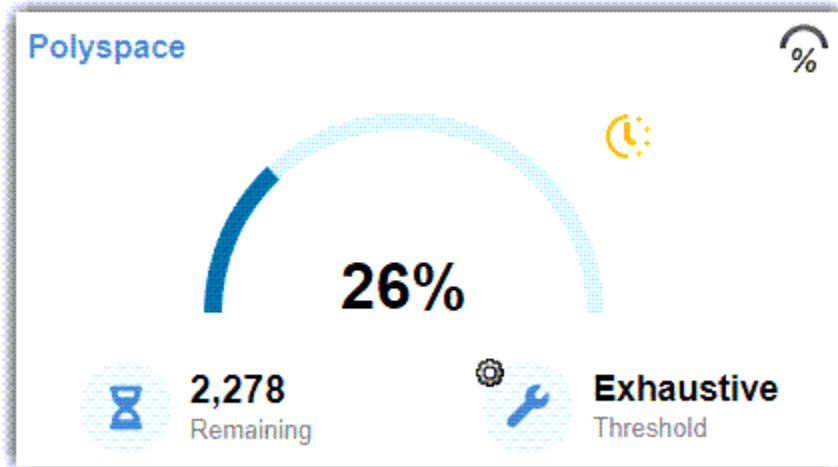 Polyspace
%
26%
2,278
Remaining
Exhaustive
Threshold